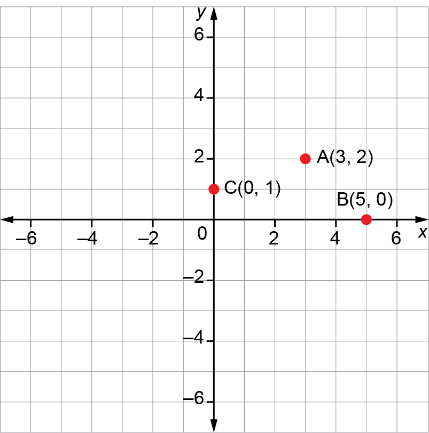 y
6
4
2
A(3, 2)
C(0, 1)
B(5, 0)
–6
–4
–2
0
2
4
6
x
–2
–4
–6